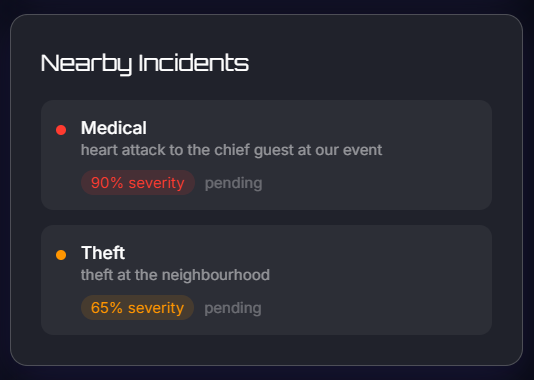 Nearby Incidents
Medical
heart attack to the chief guest at our event
90% severity pending
Theft
theft at the neighbourhood
65% severity pending